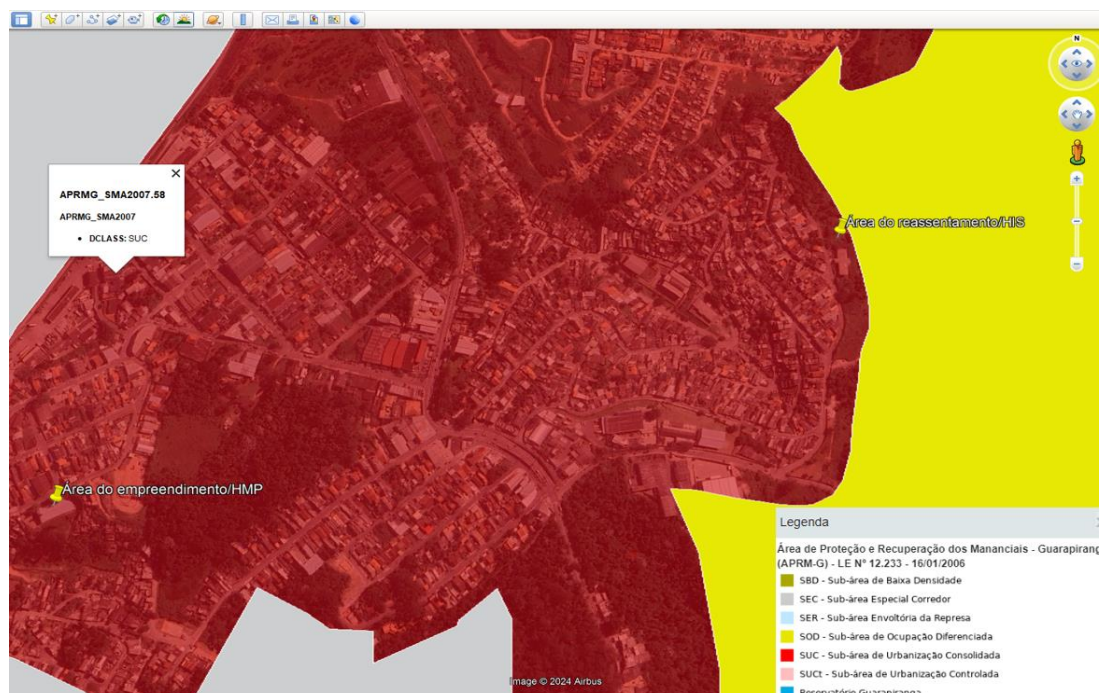 N
APRMG_SMA2007.58
APRMG_SMA2007
DCLASS: SUC
Área do reassentamento/HIS
Área do empreendimento/HMP
Legenda
Área de Proteção e Recuperação dos Mananciais - Guarapirang
(APRM-G) - LE Nº 12.233 - 16/01/2006
SBD - Sub-área de Baixa Densidade
SEC - Sub-área Especial Corredor
SER - Sub-área Envoltória da Represa
SOD - Sub-área de Ocupação Diferenciada
SUC - Sub-área de Urbanização Consolidada
SUCt - Sub-área de Urbanização Controlada
Reservatório Guarapiranga
Image © 2024 Airbus